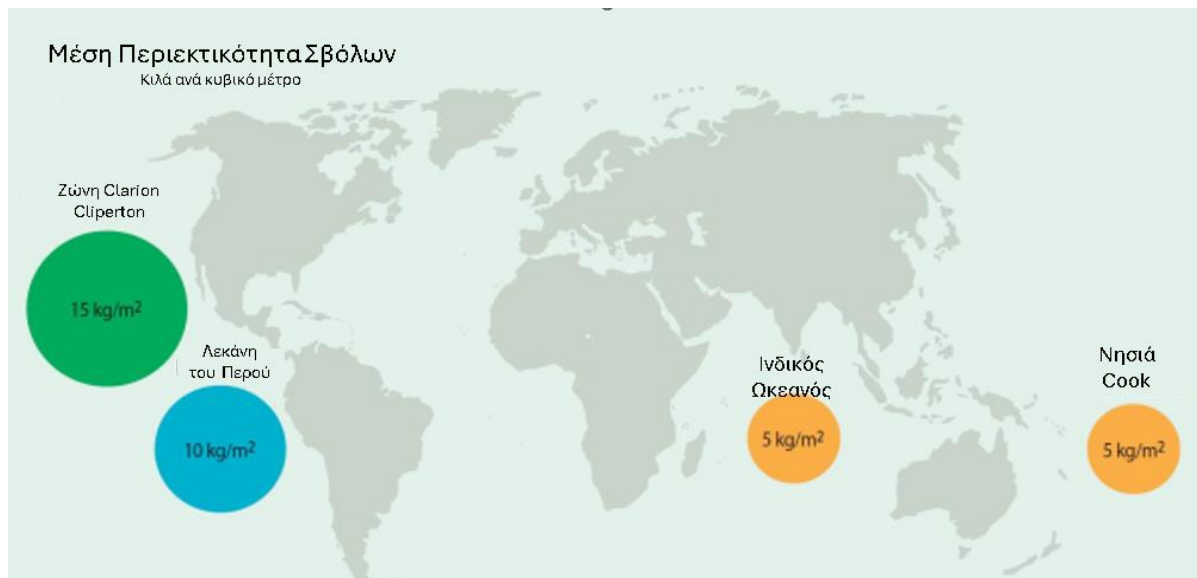 Μέση Περιεκτικότητα Σβόλων
Κιλά ανά κυβικό μέτρο
Ζώνη Clarion
Cliperton
15 kg/m²
Λεκάνη
του Περού
10 kg/m²
Ινδικός
Ωκεανός
5 kg/m²
Νησιά
Cook
5 kg/m²